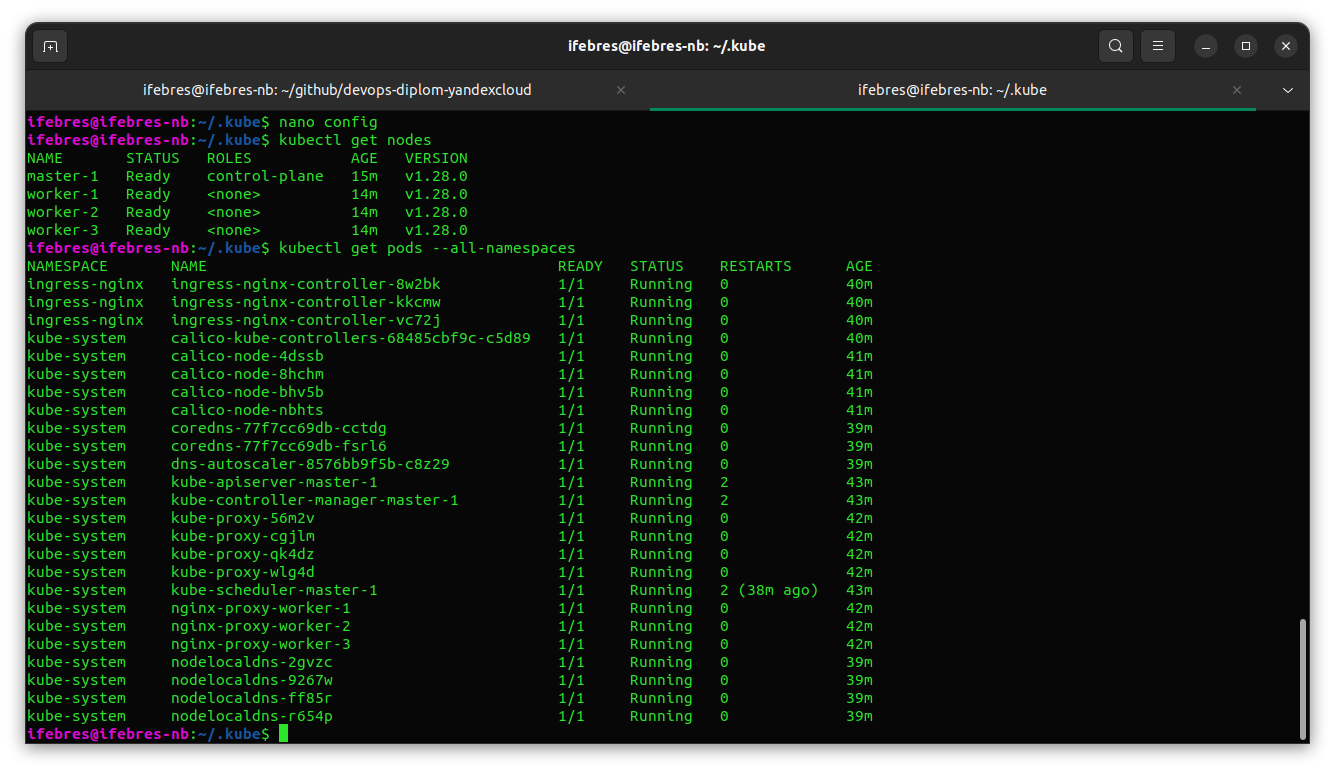 ifebres@ifebres-nb: ~/.kube
ifebres@ifebres-nb: ~/github/devops-diplom-yandexcloud
ifebres@ifebres-nb: ~/.kube
ifebres@ifebres-nb:~/.kube$ nano config
ifebres@ifebres-nb:~/.kube$ kubectl get nodes
NAME STATUS ROLES AGE VERSION
master-1 Ready control-plane 15m v1.28.0
worker-1 Ready <none> 14m v1.28.0
worker-2 Ready <none> 14m v1.28.0
worker-3 Ready <none> 14m v1.28.0
ifebres@ifebres-nb:~/.kube$ kubectl get pods --all-namespaces
NAMESPACE NAME READY STATUS RESTARTS AGE
ingress-nginx ingress-nginx-controller-8w2bk 1/1 Running 0 40m
ingress-nginx ingress-nginx-controller-kkcmw 1/1 Running 0 40m
ingress-nginx ingress-nginx-controller-vc72j 1/1 Running 0 40m
kube-system calico-kube-controllers-68485cbf9c-c5d89 1/1 Running 0 40m
kube-system calico-node-4dssb 1/1 Running 0 41m
kube-system calico-node-8hchm 1/1 Running 0 41m
kube-system calico-node-bhv5b 1/1 Running 0 41m
kube-system calico-node-nbhts 1/1 Running 0 41m
kube-system coredns-77f7cc69db-cctdg 1/1 Running 0 39m
kube-system coredns-77f7cc69db-fsrl6 1/1 Running 0 39m
kube-system dns-autoscaler-8576bb9f5b-c8z29 1/1 Running 0 39m
kube-system kube-apiserver-master-1 1/1 Running 2 43m
kube-system kube-controller-manager-master-1 1/1 Running 2 43m
kube-system kube-proxy-56m2v 1/1 Running 0 42m
kube-system kube-proxy-cgjlm 1/1 Running 0 42m
kube-system kube-proxy-qk4dz 1/1 Running 0 42m
kube-system kube-proxy-wlg4d 1/1 Running 0 42m
kube-system kube-scheduler-master-1 1/1 Running 2 (38m ago) 43m
kube-system nginx-proxy-worker-1 1/1 Running 0 42m
kube-system nginx-proxy-worker-2 1/1 Running 0 42m
kube-system nginx-proxy-worker-3 1/1 Running 0 42m
kube-system nodelocaldns-2gvzc 1/1 Running 0 39m
kube-system nodelocaldns-9267w 1/1 Running 0 39m
kube-system nodelocaldns-ff85r 1/1 Running 0 39m
kube-system nodelocaldns-r654p 1/1 Running 0 39m
ifebres@ifebres-nb:~/.kube$